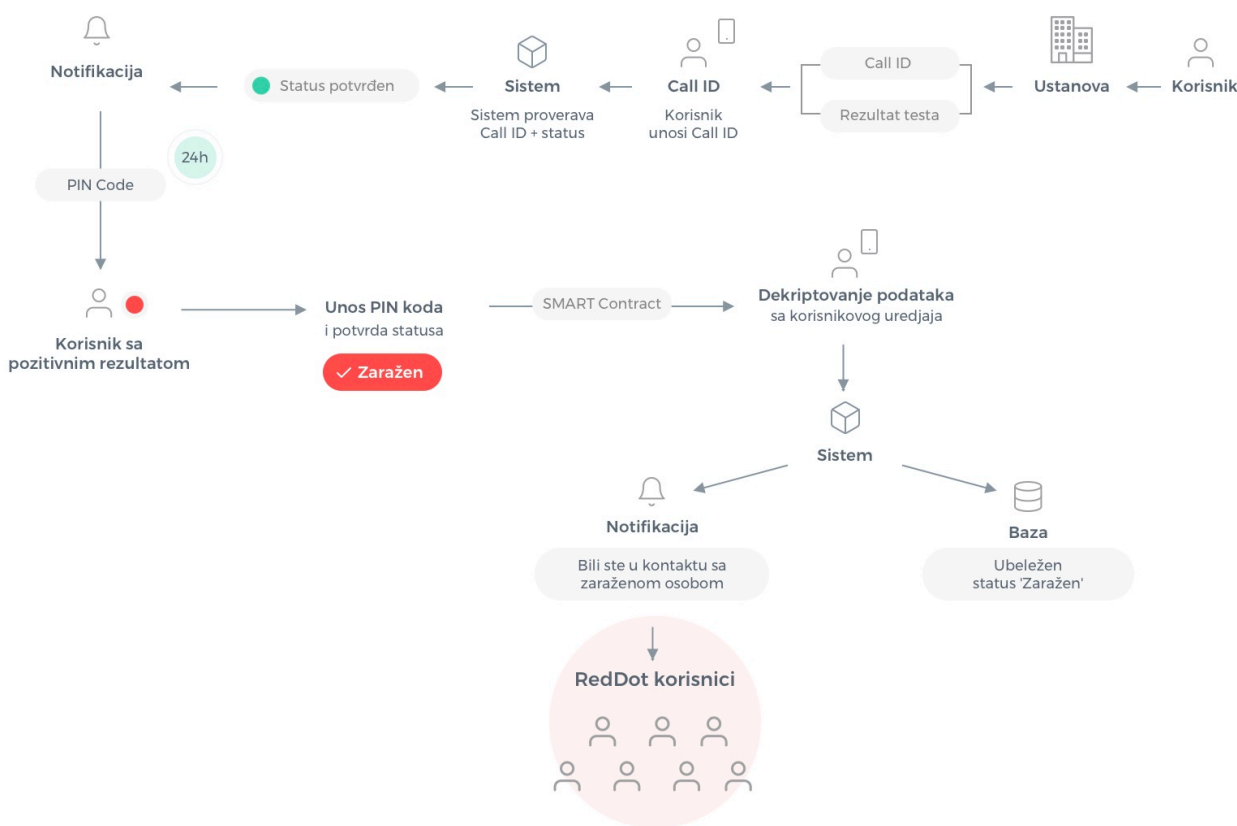 Notifikacija
Status potvrđen
Sistem
Sistem proverava
Call ID + status
Call ID
Korisnik
unosi Call ID
Call ID
Rezultat testa
Ustanova
Korisnik
24h
PIN Code
Korisnik sa
pozitivnim rezultatom
Unos PIN koda
i potvrda statusa
Zaražen
SMART Contract
Dekriptovanje podataka
sa korisnikovog uredjaja
Sistem
Notifikacija
Bili ste u kontaktu sa
zaraženom osobom
Baza
Ubeležen
status 'Zaražen'
RedDot korisnici